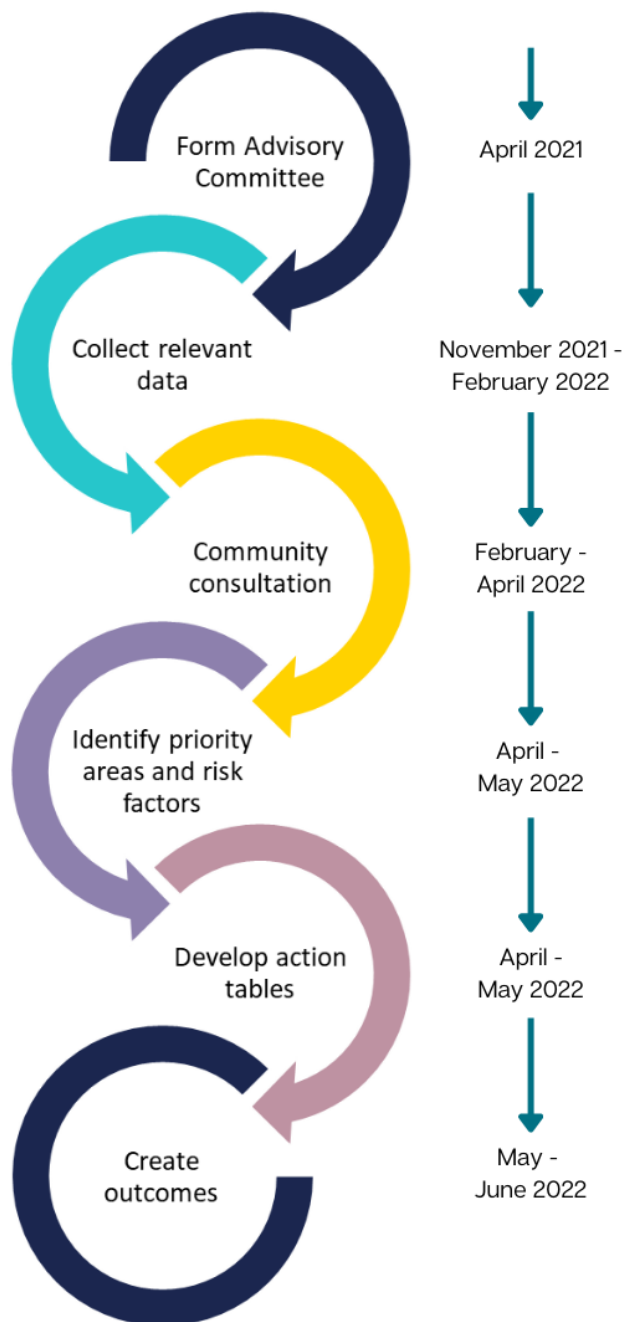 Form Advisory
Committee
April 2021
Collect relevant
data
November 2021 -
February 2022
Community
consultation
February -
April 2022
Identify priority
areas and risk
factors
April -
May 2022
Develop action
tables
April -
May 2022
Create
outcomes
May -
June 2022